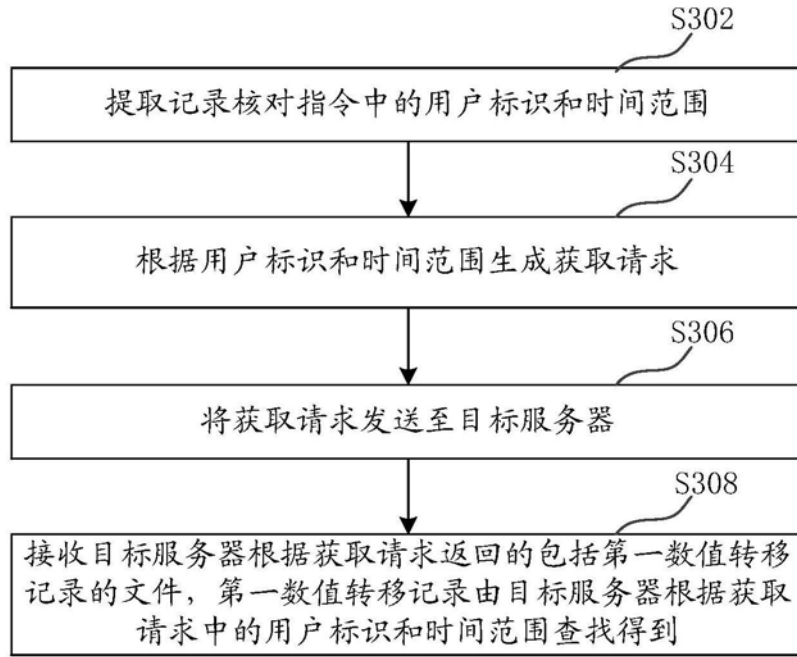 S302
提取记录核对指令中的用户标识和时间范围
S304
根据用户标识和时间范围生成获取请求
S306
将获取请求发送至目标服务器
S308
接收目标服务器根据获取请求返回的包括第一数值转移
记录的文件，第一数值转移记录由目标服务器根据获取
请求中的用户标识和时间范围查找得到